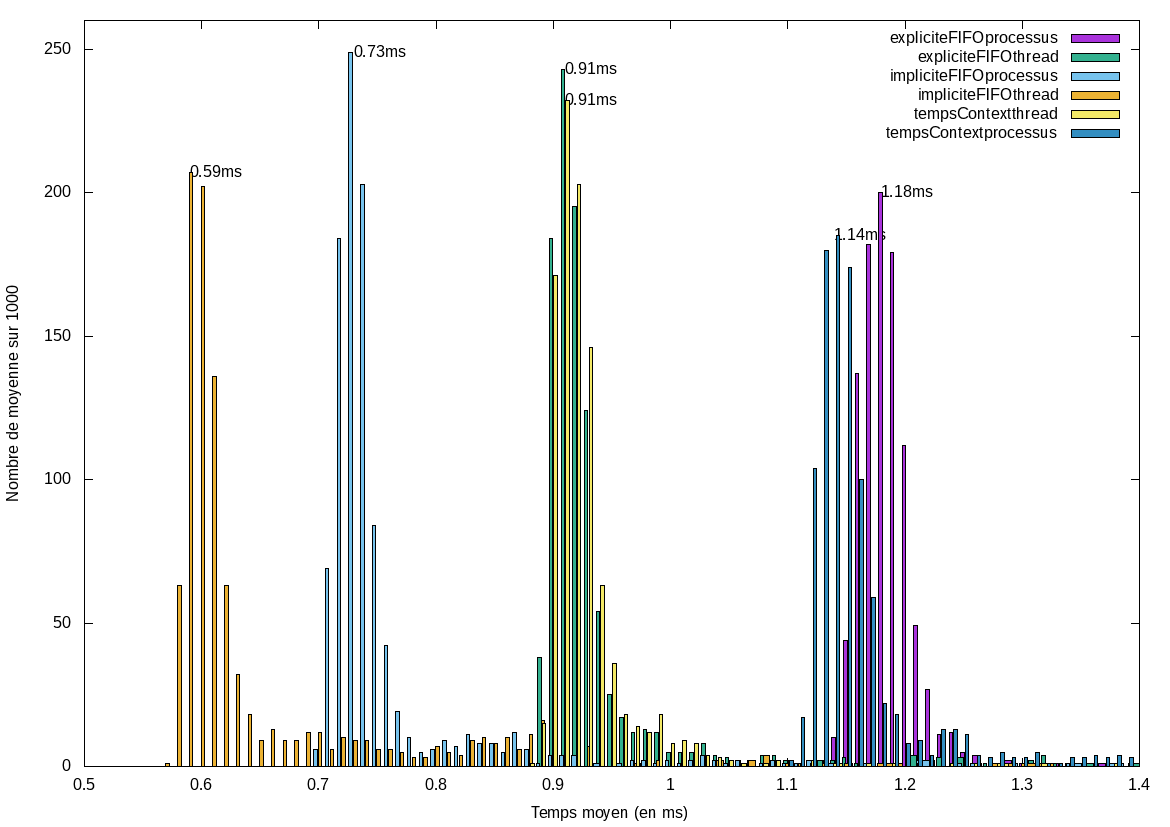 250
200
150
100
50
0
Nombre de moyenne sur 1000
0.59ms
0.73ms
0.91ms
0.91ms
1.14ms
1.18ms
expliciteFIFOprocessus
expliciteFIFOthread
impliciteFIFOprocessus
impliciteFIFOthread
tempsContextthread
tempsContextprocessus
0.5 0.6 0.7 0.8 0.9 1 1.1 1.2 1.3 1.4
Temps moyen (en ms)